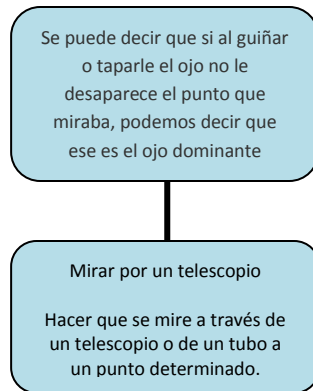 Se puede decir que si al guiñar
o taparle el ojo no le
desaparece el punto que
miraba, podemos decir que
ese es el ojo dominante
Mirar por un telescopio
Hacer que se mire a través de
un telescopio o de un tubo a
un punto determinado.